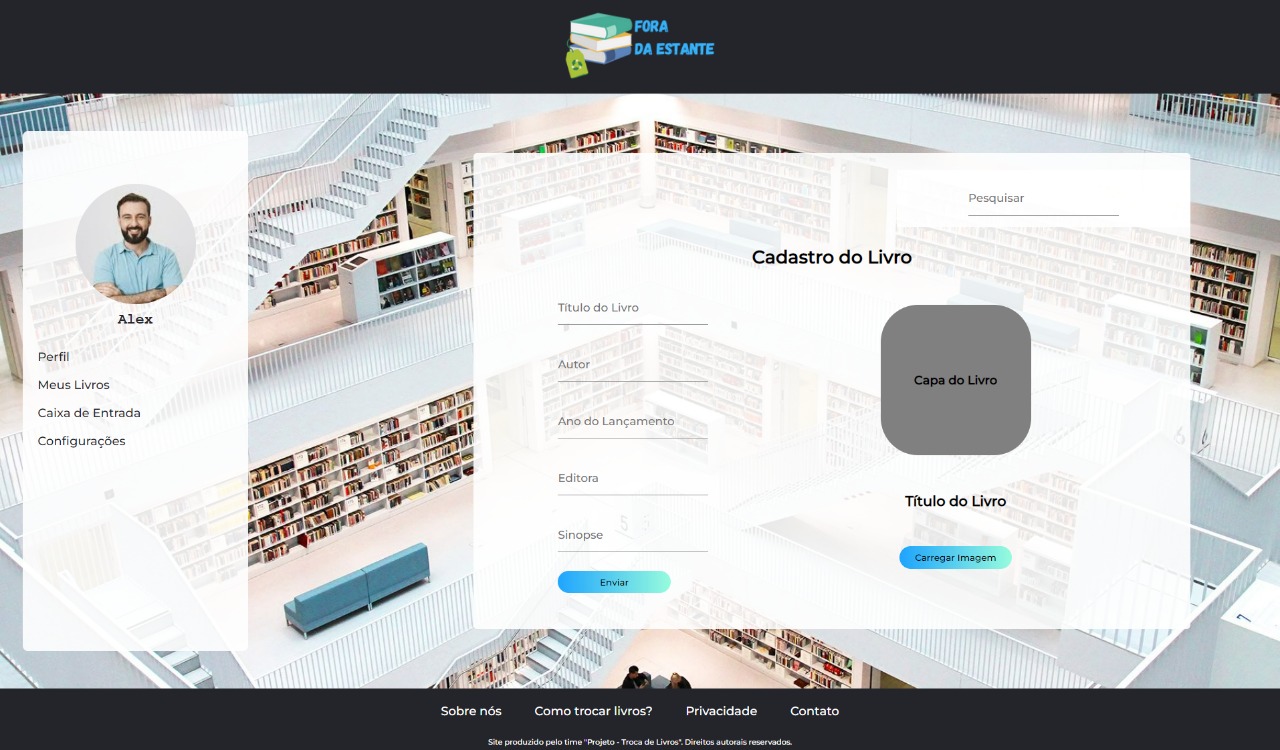 FORA
DA ESTANTE
Alex
Perfil
Meus Livros
Caixa de Entrada
Configurações
Pesquisar
Cadastro do Livro
Título do Livro
Autor
Ano do Lançamento
Editora
Sinopse
Enviar
Capa do Livro
Título do Livro
Carregar Imagem
Sobre nós
Como trocar livros?
Privacidade
Contato
Site produzido pelo time "Projeto - Troca de Livros". Direitos autorais reservados.